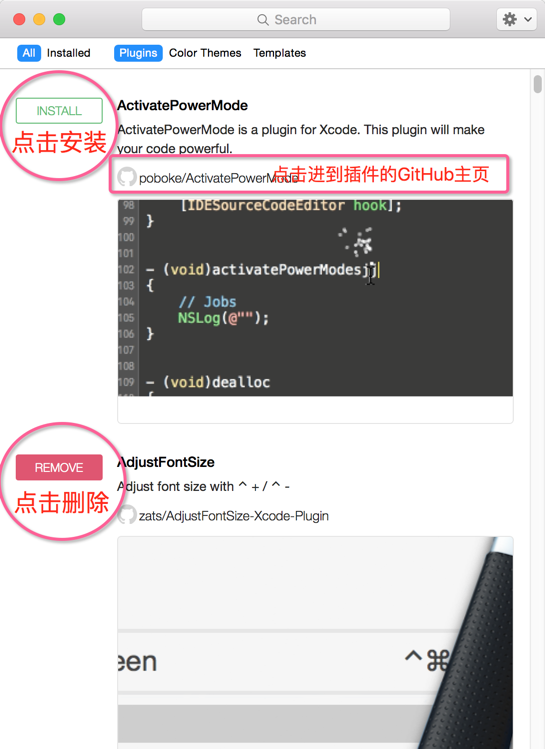 Search
All Installed Plugins Color Themes Templates
INSTALL
点击安装
ActivatePowerMode
ActivatePowerMode is a plugin for Xcode. This plugin will make
your code powerful.
poboke/ActivatePowerMode
点击进到插件的GitHub主页
98 [IDESourceCodeEditor hook];
99 }
100
101
102 - (void)activatePowerModesjj
103 {
104 // Jobs
105 NSLog(@"");
106 }
107
108
109 - (void)dealloc
REMOVE
点击删除
AdjustFontSize
Adjust font size with ^ + / ^ -
zats/AdjustFontSize-Xcode-Plugin
een ^⌘